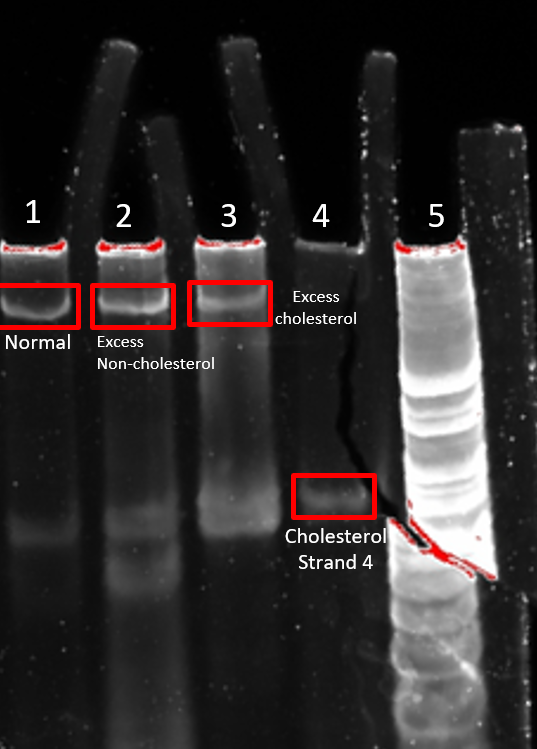 1 2 3 4 5
Normal
Excess
Non-cholesterol
Excess
cholesterol
Cholesterol
Strand 4